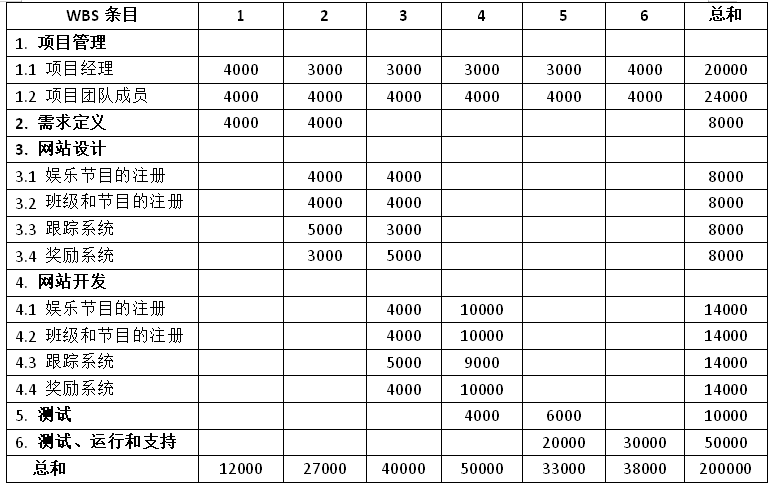 WBS 条目 1 2 3 4 5 6 总和
1. 项目管理
1.1 项目经理 4000 3000 3000 3000 3000 4000 20000
1.2 项目团队成员 4000 4000 4000 4000 4000 4000 24000
2. 需求定义 4000 4000 8000
3. 网站设计
3.1 娱乐节目的注册 4000 4000 8000
3.2 班级和节目的注册 4000 4000 8000
3.3 跟踪系统 5000 3000 8000
3.4 奖励系统 3000 5000 8000
4. 网站开发
4.1 娱乐节目的注册 4000 10000 14000
4.2 班级和节目的注册 4000 10000 14000
4.3 跟踪系统 5000 9000 14000
4.4 奖励系统 4000 10000 14000
5. 测试 4000 6000 10000
6. 测试、运行和支持 20000 30000 50000
总和 12000 27000 40000 50000 33000 38000 200000